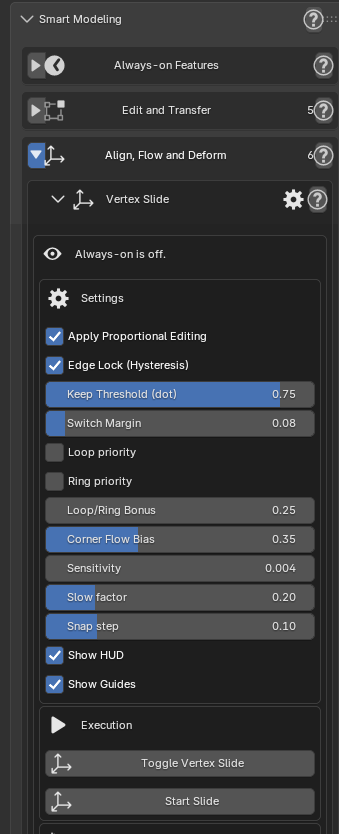 Smart Modeling
Always-on Features
Edit and Transfer 5
Align, Flow and Deform 6
Vertex Slide
Always-on is off.
Settings
Apply Proportional Editing
Edge Lock (Hysteresis)
Keep Threshold (dot) 0.75
Switch Margin 0.08
Loop priority
Ring priority
Loop/Ring Bonus 0.25
Corner Flow Bias 0.35
Sensitivity 0.004
Slow factor 0.20
Snap step 0.10
Show HUD
Show Guides
Execution
Toggle Vertex Slide
Start Slide